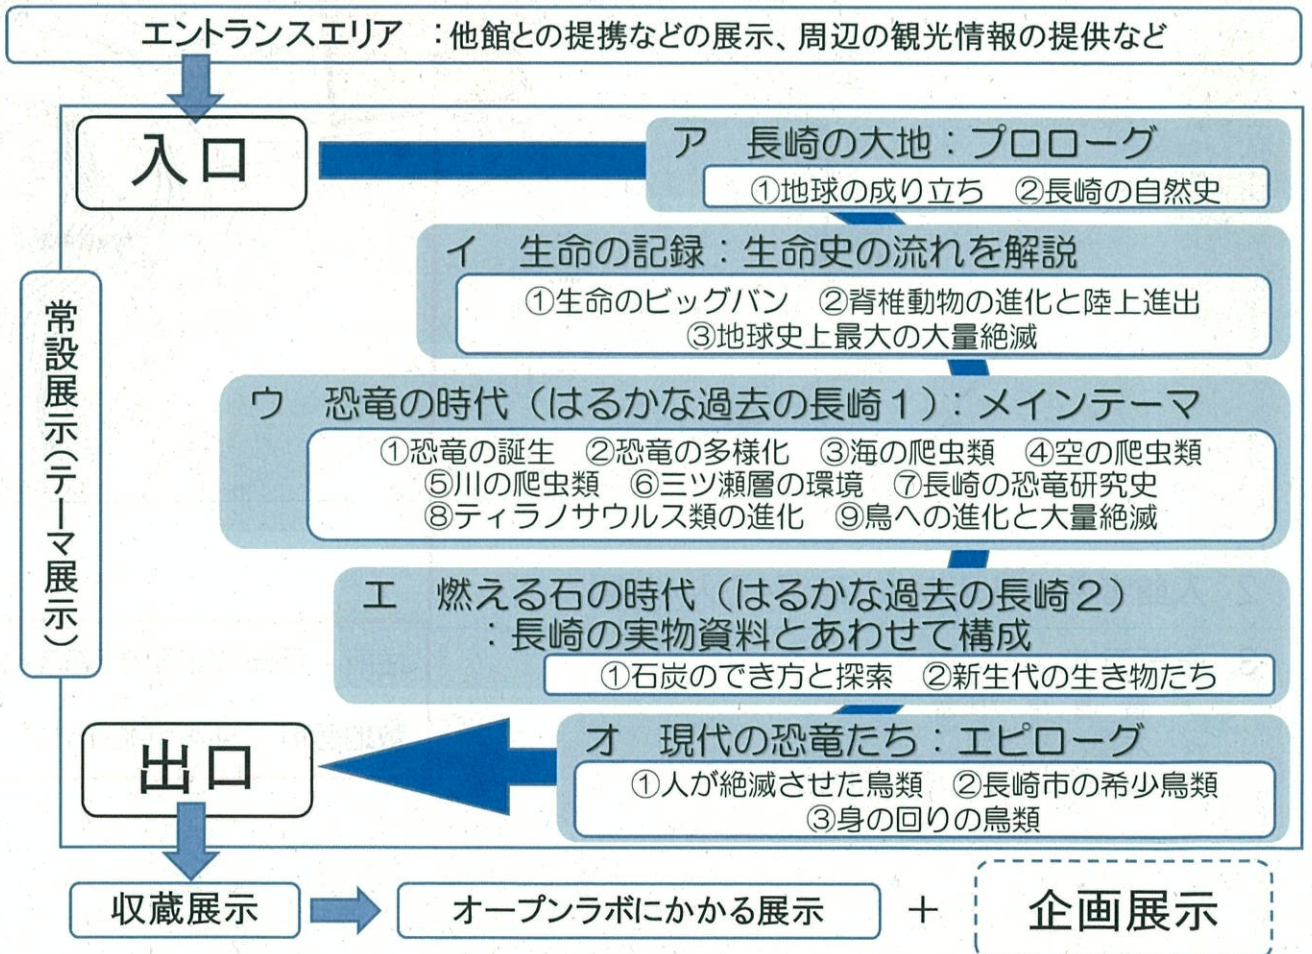 エントランスエリア ：他館との提携などの展示、周辺の観光情報の提供など
入口
ア 長崎の大地：プロローグ
①地球の成り立ち ②長崎の自然史
イ 生命の記録：生命史の流れを解説
①生命のビッグバン ②脊椎動物の進化と陸上進出
③地球史上最大の大量絶滅
常設展示（テーマ展示）
ウ 恐竜の時代（はるかな過去の長崎１）：メインテーマ
①恐竜の誕生 ②恐竜の多様化 ③海の爬虫類 ④空の爬虫類
⑤川の爬虫類 ⑥三ツ瀬層の環境 ⑦長崎の恐竜研究史
⑧ティラノサウルス類の進化 ⑨鳥への進化と大量絶滅
エ 燃える石の時代（はるかな過去の長崎２）
：長崎の実物資料とあわせて構成
①石炭のでき方と探索 ②新生代の生き物たち
オ 現代の恐竜たち：エピローグ
①人が絶滅させた鳥類 ②長崎市の希少鳥類
③身の回りの鳥類
出口
収蔵展示
オープンラボにかかる展示
＋
企画展示